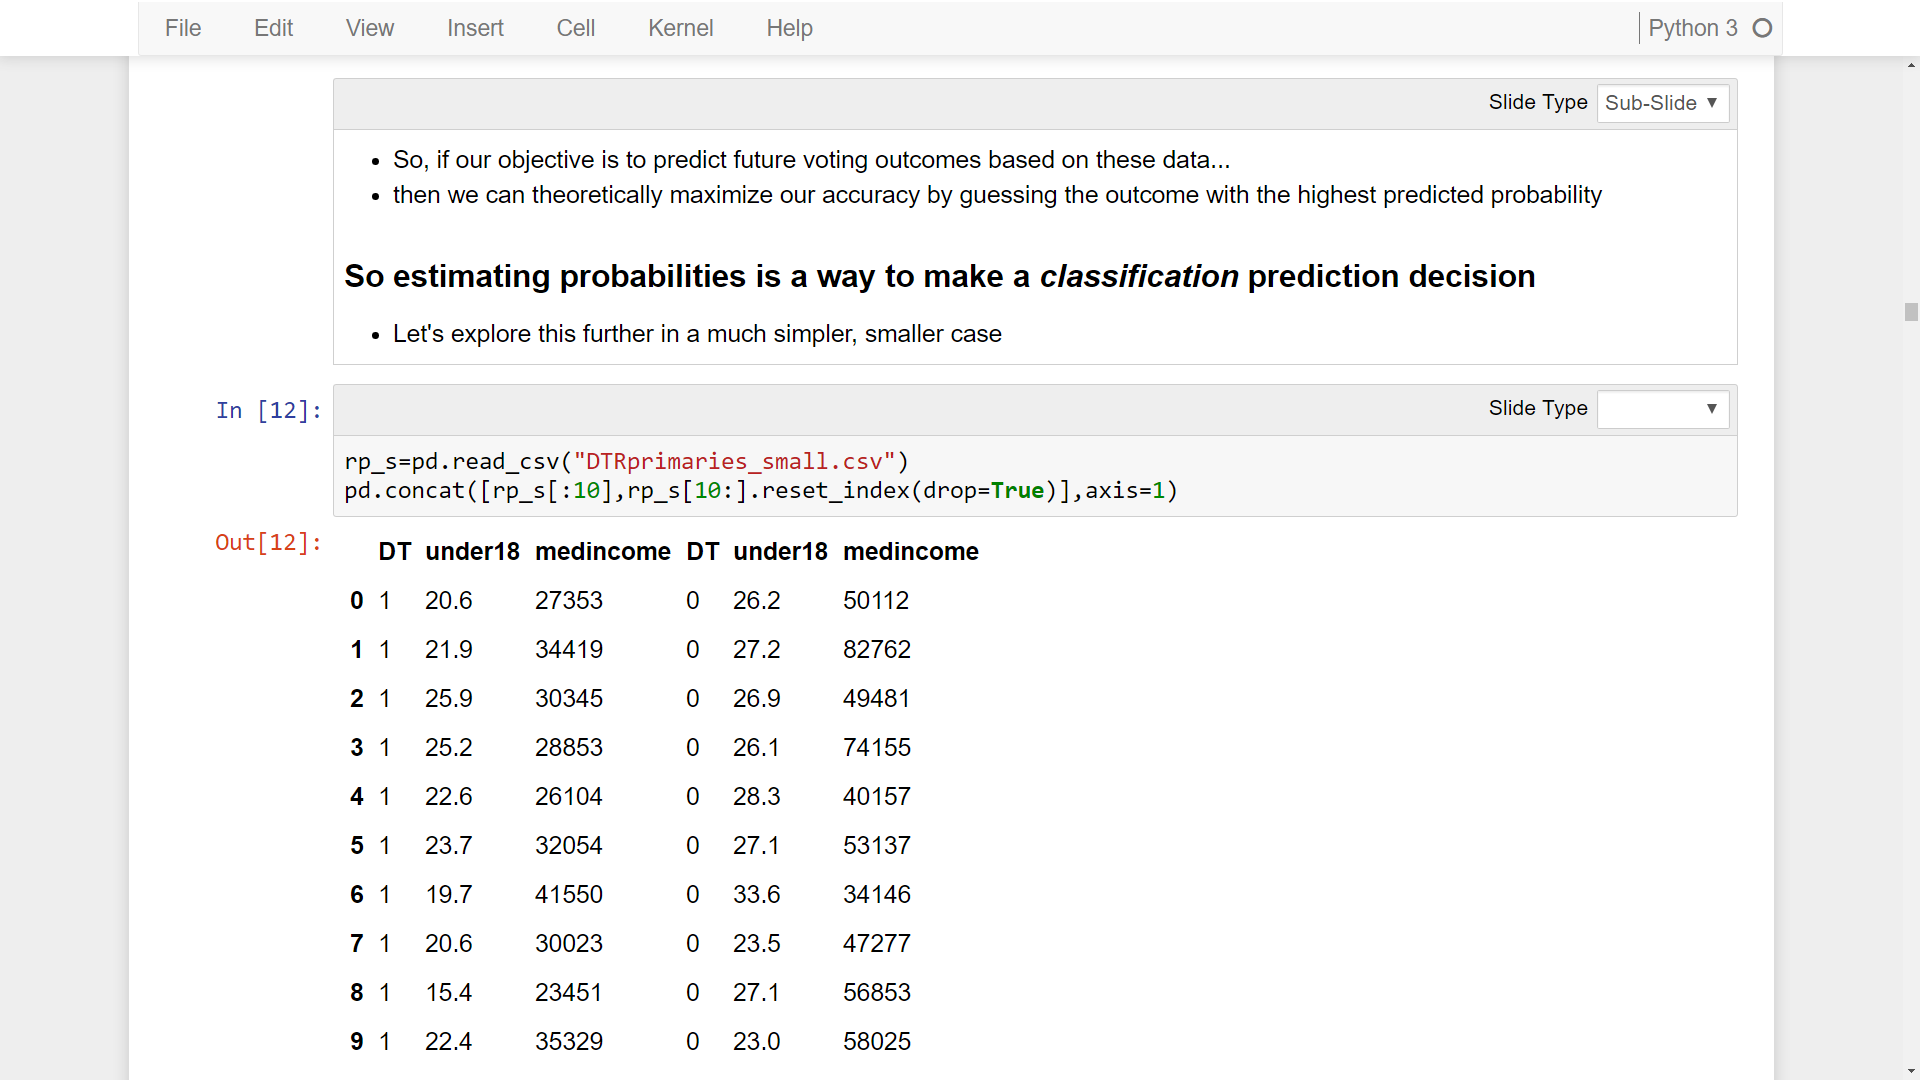 File Edit View Insert Cell Kernel Help Python 3
Slide Type Sub-Slide
So, if our objective is to predict future voting outcomes based on these data...
then we can theoretically maximize our accuracy by guessing the outcome with the highest predicted probability
So estimating probabilities is a way to make a classification prediction decision
Let's explore this further in a much simpler, smaller case
In [12]:
Slide Type
rp_s=pd.read_csv("DTRprimaries_small.csv")
pd.concat([rp_s[:10],rp_s[10:].reset_index(drop=True)],axis=1)
Out[12]:
DT under18 medincome DT under18 medincome
0 1 20.6 27353 0 26.2 50112
1 1 21.9 34419 0 27.2 82762
2 1 25.9 30345 0 26.9 49481
3 1 25.2 28853 0 26.1 74155
4 1 22.6 26104 0 28.3 40157
5 1 23.7 32054 0 27.1 53137
6 1 19.7 41550 0 33.6 34146
7 1 20.6 30023 0 23.5 47277
8 1 15.4 23451 0 27.1 56853
9 1 22.4 35329 0 23.0 58025